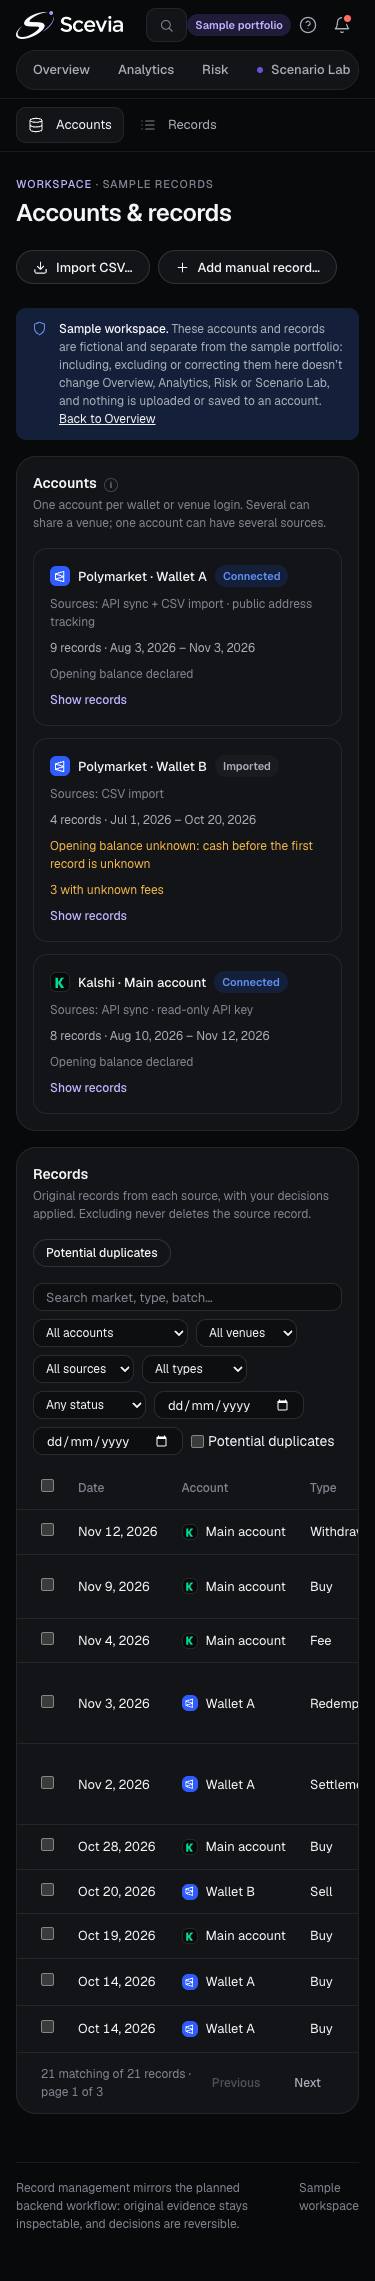 Scevia
Sample portfolio
Overview Analytics Risk Scenario Lab
Accounts Records
WORKSPACE · SAMPLE RECORDS
Accounts & records
Import CSV... Add manual record...
Sample workspace. These accounts and records
are fictional and separate from the sample portfolio:
including, excluding or correcting them here doesn't
change Overview, Analytics, Risk or Scenario Lab,
and nothing is uploaded or saved to an account.
Back to Overview
Accounts
One account per wallet or venue login. Several can
share a venue; one account can have several sources.
Polymarket · Wallet A Connected
Sources: API sync + CSV import · public address
tracking
9 records · Aug 3, 2026 – Nov 3, 2026
Opening balance declared
Show records
Polymarket · Wallet B Imported
Sources: CSV import
4 records · Jul 1, 2026 – Oct 20, 2026
Opening balance unknown: cash before the first
record is unknown
3 with unknown fees
Show records
Kalshi · Main account Connected
Sources: API sync · read-only API key
8 records · Aug 10, 2026 – Nov 12, 2026
Opening balance declared
Show records
Records
Original records from each source, with your decisions
applied. Excluding never deletes the source record.
Potential duplicates
Search market, type, batch...
All accounts All venues
All sources All types
Any status dd/mm/yyyy
dd/mm/yyyy Potential duplicates
Date Account Type
Nov 12, 2026 Main account Withdraw
Nov 9, 2026 Main account Buy
Nov 4, 2026 Main account Fee
Nov 3, 2026 Wallet A Redemp
Nov 2, 2026 Wallet A Settleme
Oct 28, 2026 Main account Buy
Oct 20, 2026 Wallet B Sell
Oct 19, 2026 Main account Buy
Oct 14, 2026 Wallet A Buy
Oct 14, 2026 Wallet A Buy
21 matching of 21 records ·
page 1 of 3
Previous Next
Record management mirrors the planned
backend workflow: original evidence stays
inspectable, and decisions are reversible.
Sample
workspace